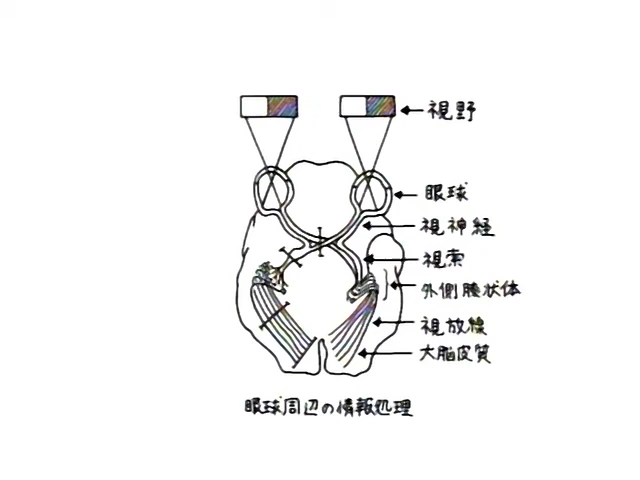 視野
眼球
視神経
視索
外側膝状体
視放線
大脳皮質
眼球周辺の情報処理